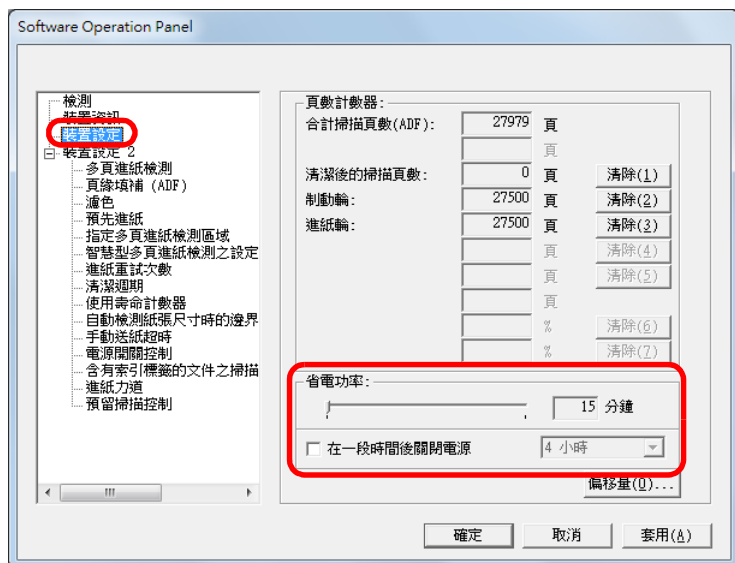 Software Operation Panel
檢測
裝置資訊
裝置設定
裝置設定 2
多頁進紙檢測
頁緣填補 (ADF)
濾色
預先進紙
指定多頁進紙檢測區域
智慧型多頁進紙檢測之設定
進紙重試次數
清潔週期
使用壽命計數器
自動檢測紙張尺寸時的邊界
手動送紙超時
電源開關控制
含有索引標籤的文件之掃描
進紙力道
預留掃描控制
頁數計數器:
合計掃描頁數(ADF): 27979 頁
頁
清潔後的掃描頁數: 0 頁 清除(1)
制動輪: 27500 頁 清除(2)
進紙輪: 27500 頁 清除(3)
頁 清除(4)
頁 清除(5)
頁
% 清除(6)
% 清除(7)
省電功率:
15 分鐘
在一段時間後關閉電源 4 小時
偏移量(O)...
確定 取消 套用(A)